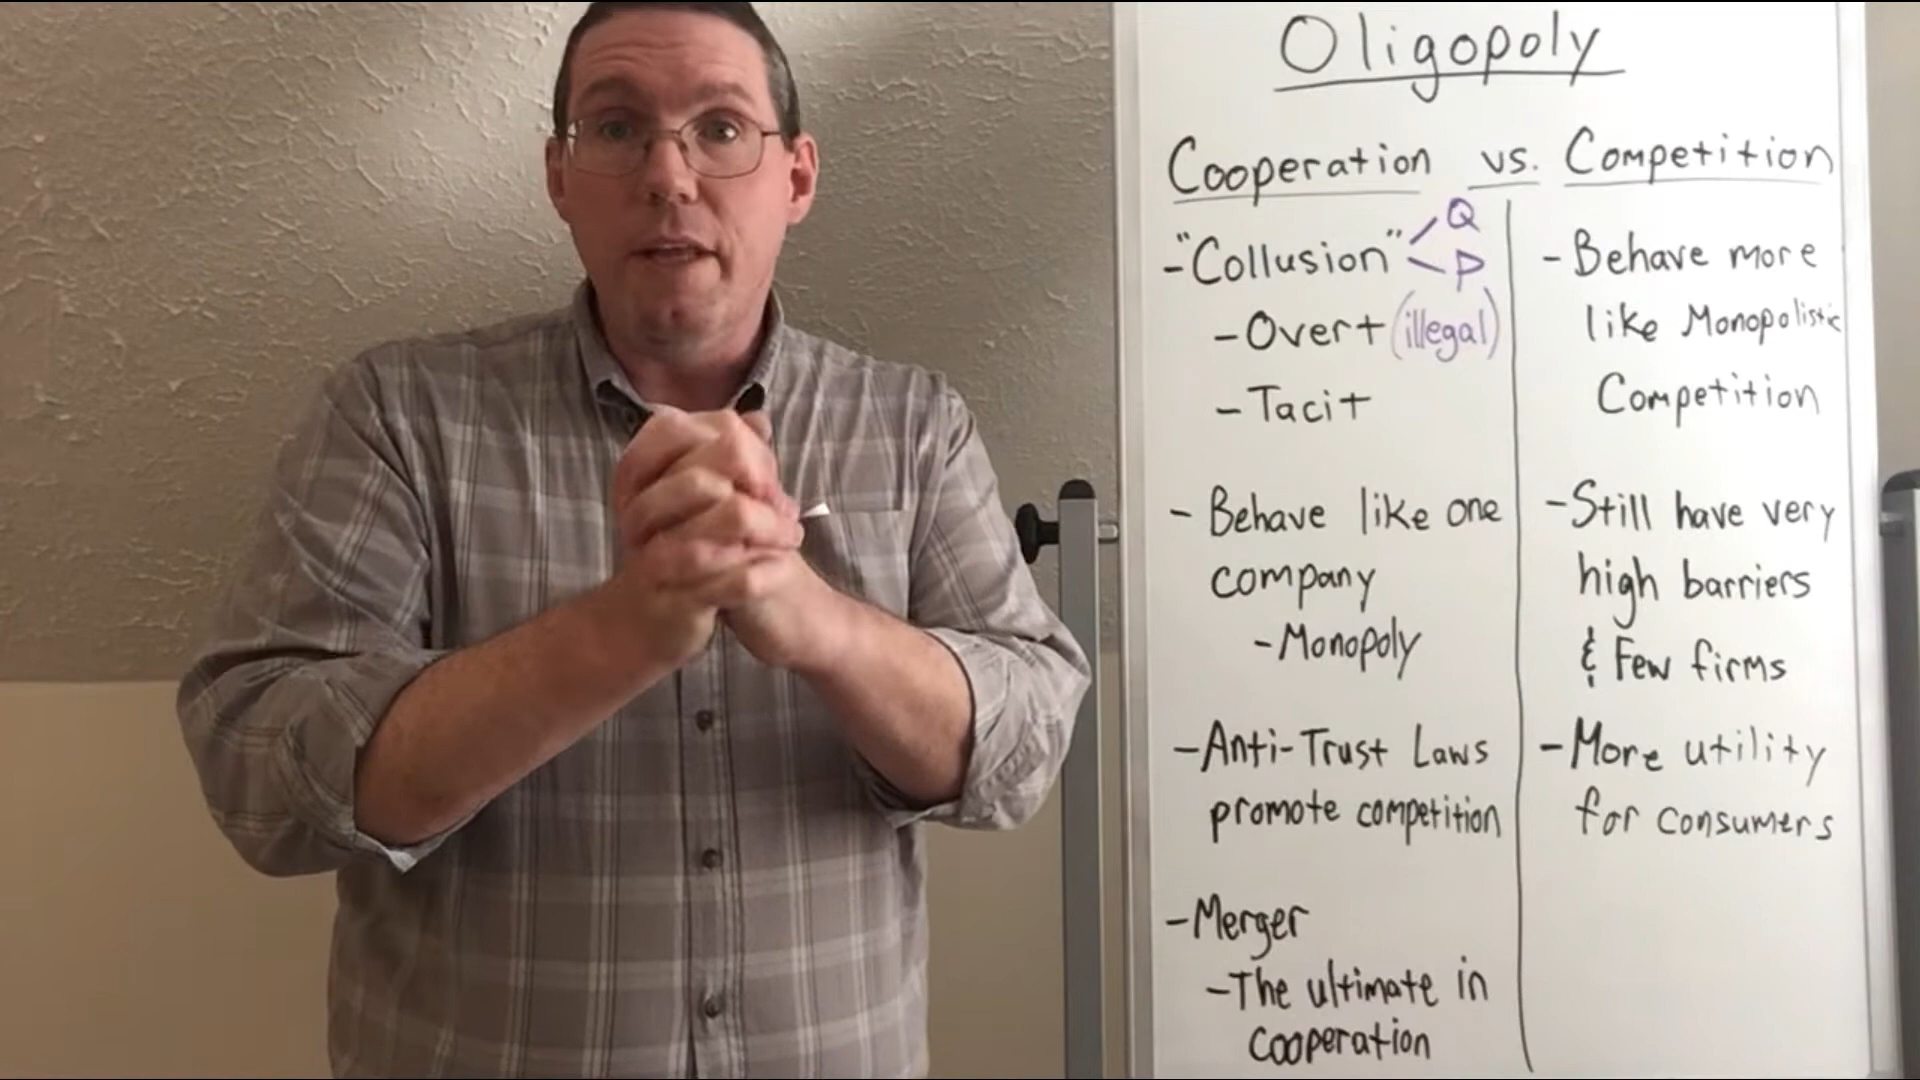 Oligopoly
Cooperation vs. Competition
- "Collusion" Q
P
- Overt (illegal)
- Tacit
- Behave like one
company
- Monopoly
- Anti-Trust Laws
promote competition
- Merger
- The ultimate in
cooperation
- Behave more
like Monopolistic
Competition
- Still have very
high barriers
& Few firms
- More utility
for consumers